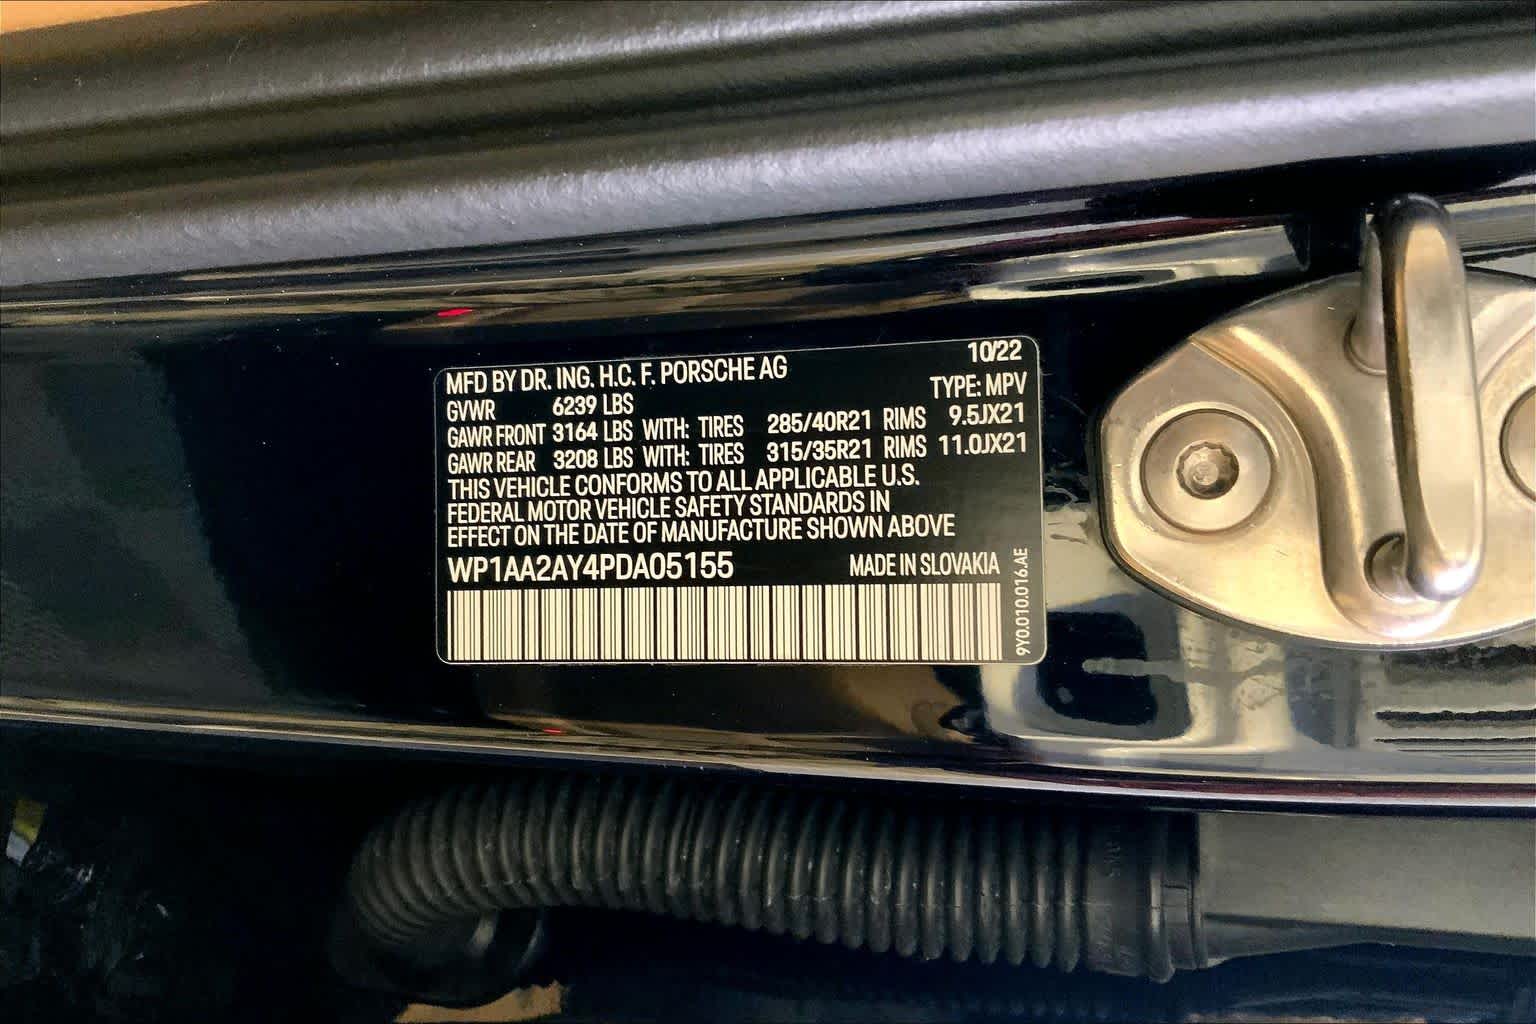 MFD BY DR. ING. H.C. F. PORSCHE AG 10/22
GVWR 6239 LBS TYPE: MPV
GAWR FRONT 3164 LBS WITH: TIRES 285/40R21 RIMS 9.5JX21
GAWR REAR 3208 LBS WITH: TIRES 315/35R21 RIMS 11.0JX21
THIS VEHICLE CONFORMS TO ALL APPLICABLE U.S.
FEDERAL MOTOR VEHICLE SAFETY STANDARDS IN
EFFECT ON THE DATE OF MANUFACTURE SHOWN ABOVE
WP1AA2AY4PDA05155 MADE IN SLOVAKIA
9Y0.010.016.AE